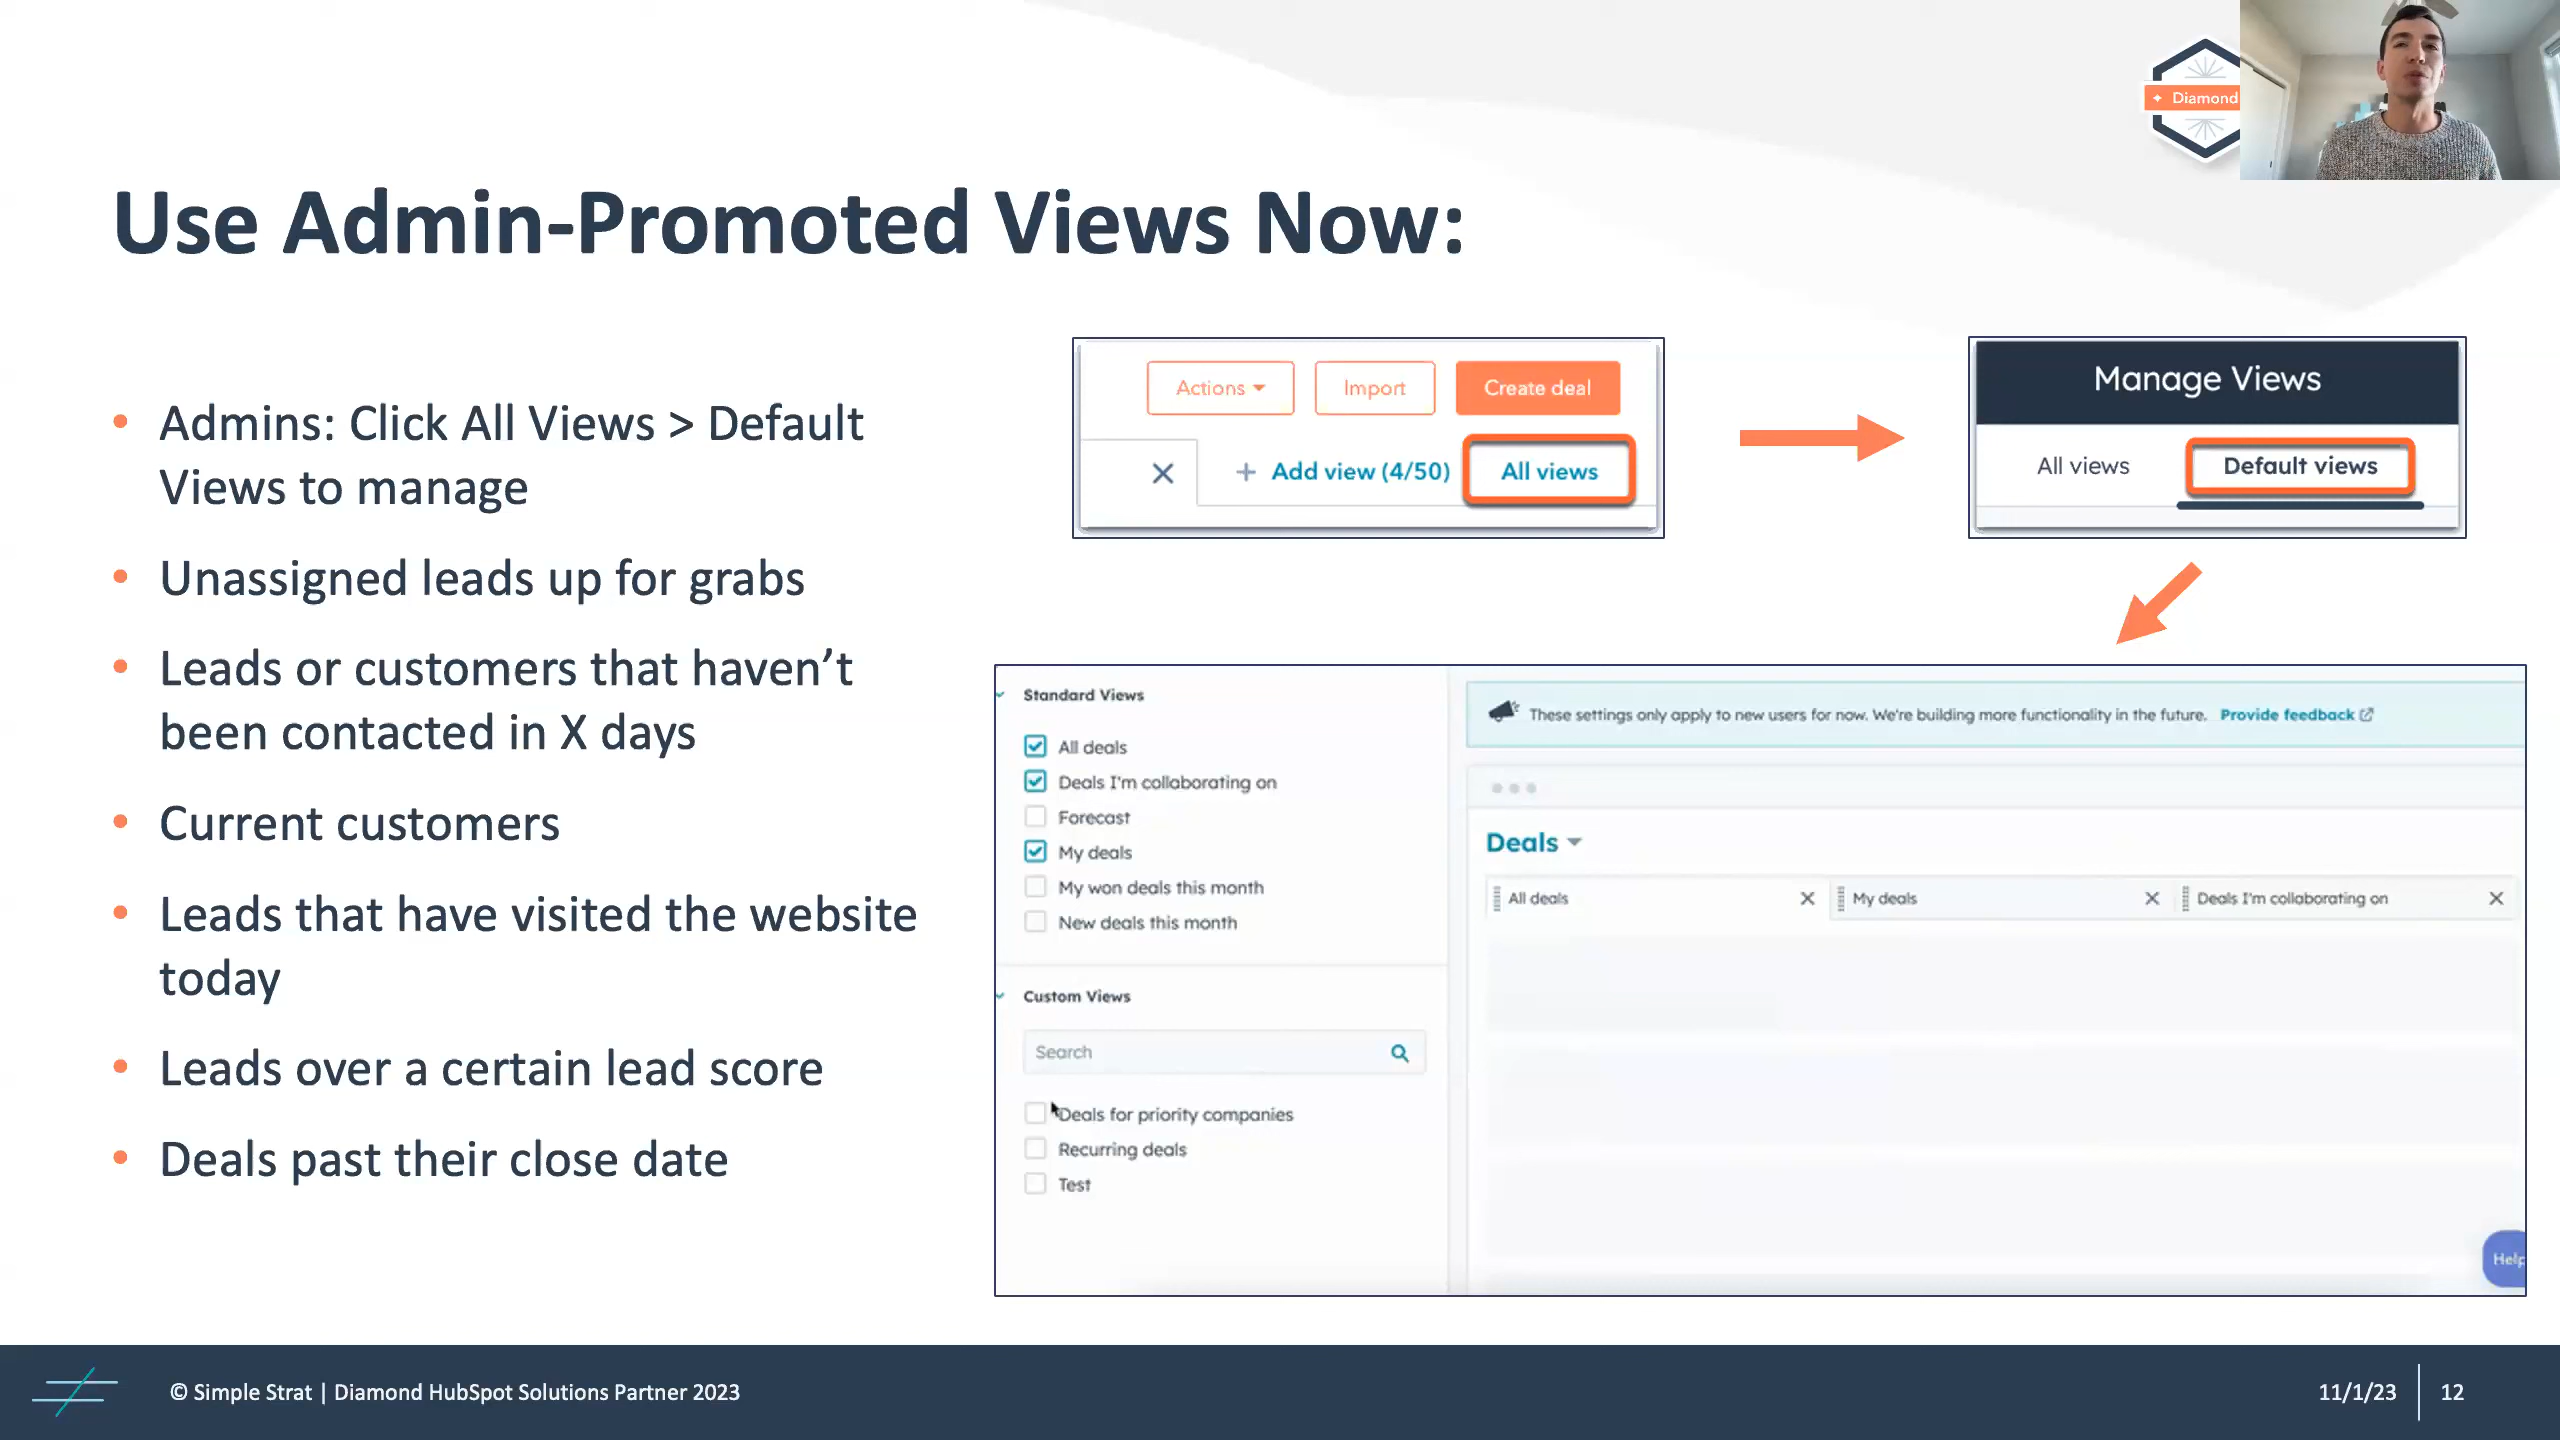 Diamond
Use Admin-Promoted Views Now:
• Admins: Click All Views > Default
Views to manage
• Unassigned leads up for grabs
• Leads or customers that haven’t
been contacted in X days
• Current customers
• Leads that have visited the website
today
• Leads over a certain lead score
• Deals past their close date
Actions
Import
Create deal
+ Add view (4/50)
All views
Manage Views
All views
Default views
Standard Views
All deals
Deals I'm collaborating on
Forecast
My deals
My won deals this month
New deals this month
Custom Views
Search
Deals for priority companies
Recurring deals
Test
These settings only apply to new users for now. We're building more functionality in the future. Provide feedback
Deals
All deals
My deals
Deals I'm collaborating on
Help
© Simple Strat | Diamond HubSpot Solutions Partner 2023
11/1/23
12